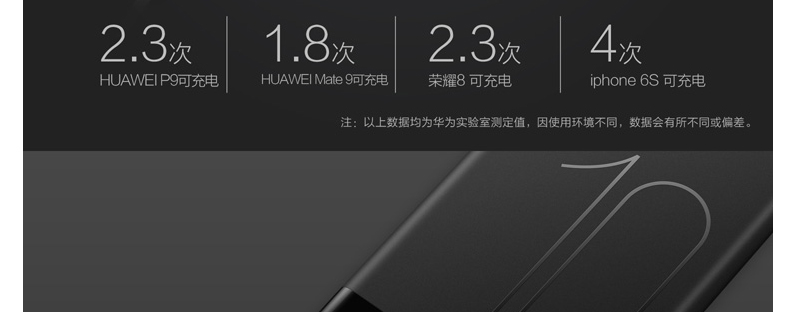 2.3次 1.8次 2.3次 4次
HUAWEI P9可充电 HUAWEI Mate 9可充电 荣耀8 可充电 iphone 6S 可充电
注：以上数据均为华为实验室测定值，因使用环境不同，数据会有所不同或偏差。
10